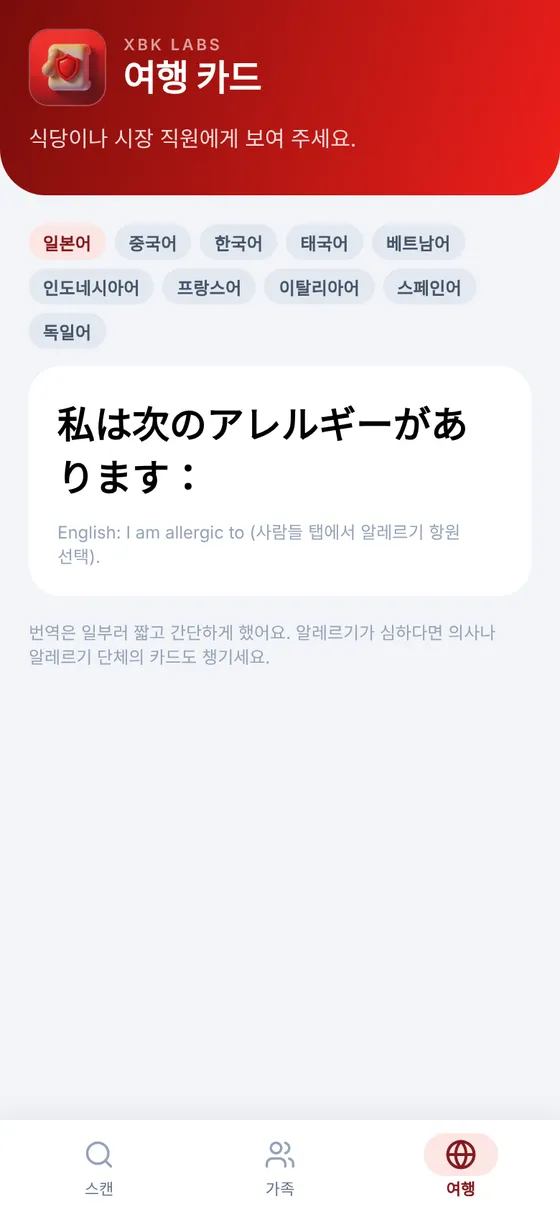 XBK LABS
여행 카드
식당이나 시장 직원에게 보여 주세요.
일본어 중국어 한국어 태국어 베트남어
인도네시아어 프랑스어 이탈리아어 스페인어
독일어
私は次のアレルギーがあ
ります：
English: I am allergic to (사람들 탭에서 알레르기 항원
선택).
번역은 일부러 짧고 간단하게 했어요. 알레르기가 심하다면 의사나
알레르기 단체의 카드도 챙기세요.
스캔 가족 여행